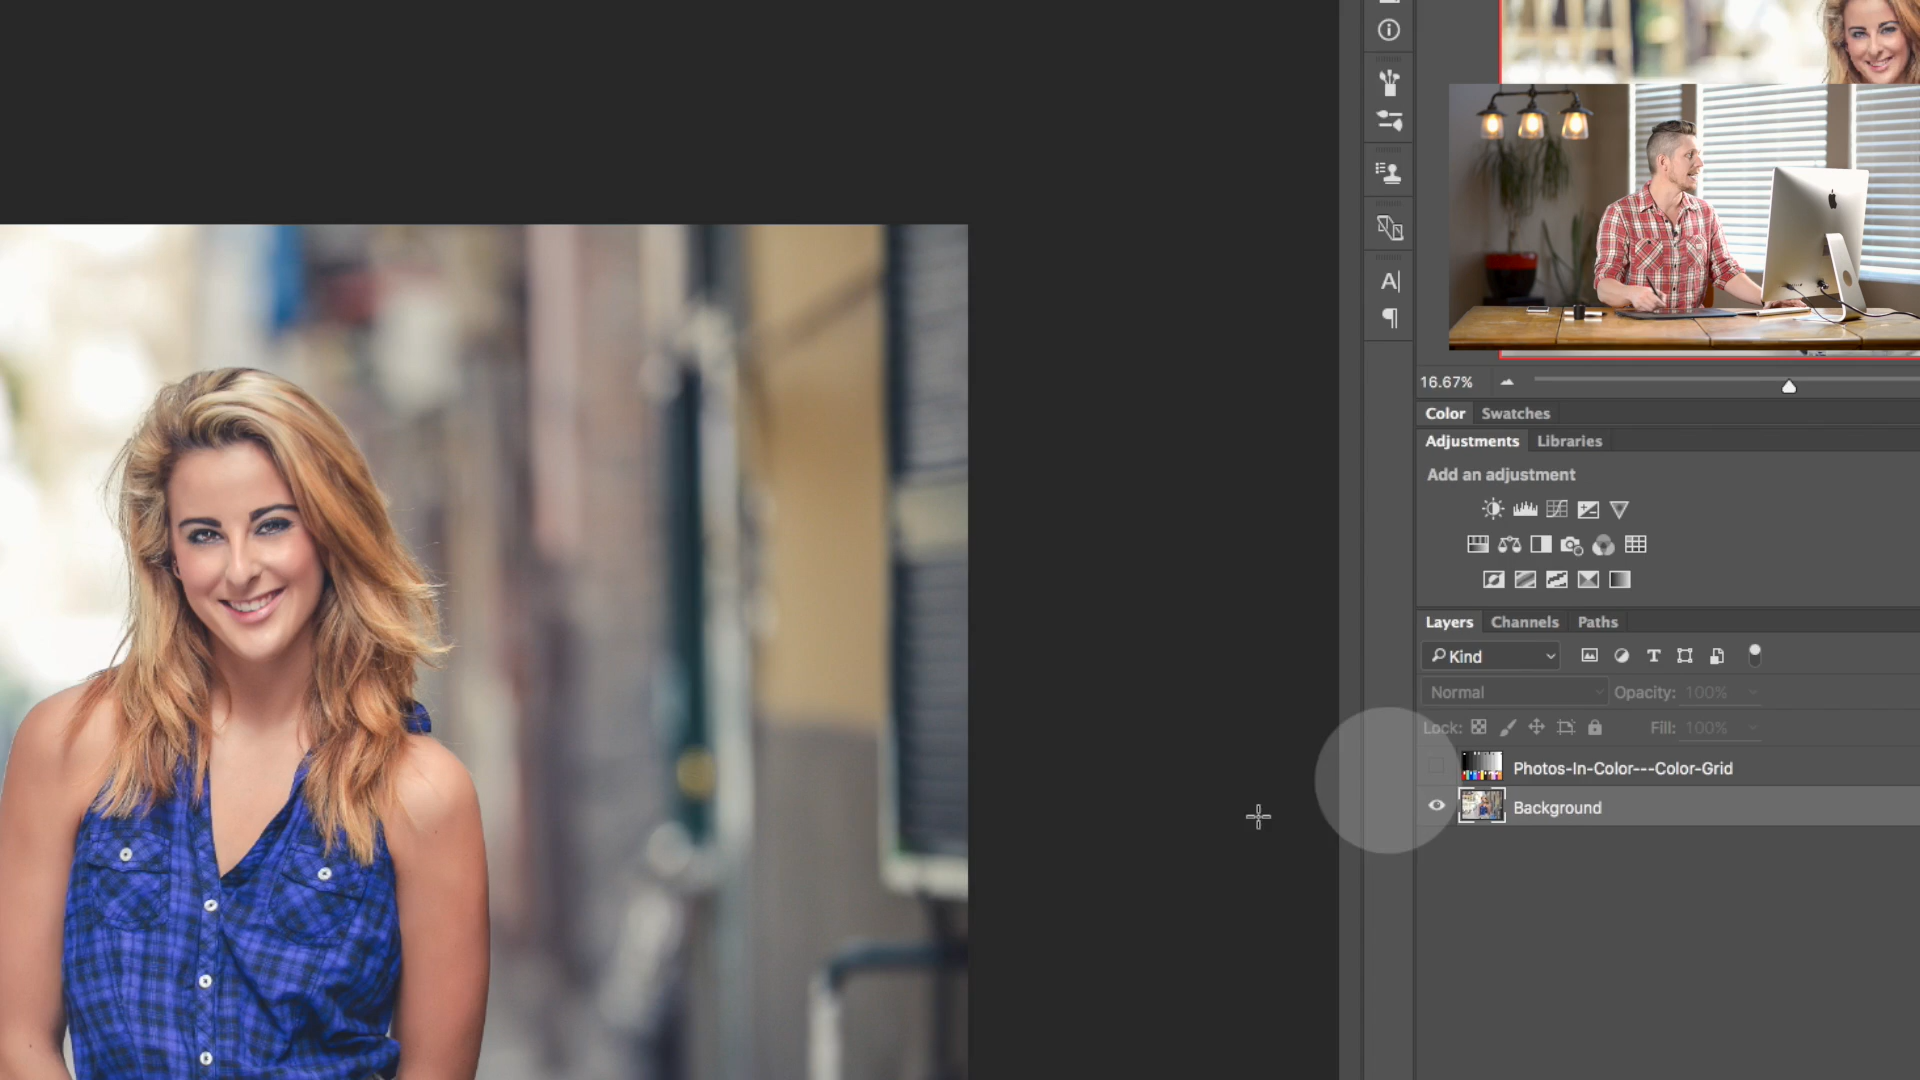 A
16.67%
Color Swatches
Adjustments Libraries
Add an adjustment
Layers Channels Paths
Kind
T
Normal Opacity: 100%
Lock: Fill: 100%
Photos-In-Color---Color-Grid
Background